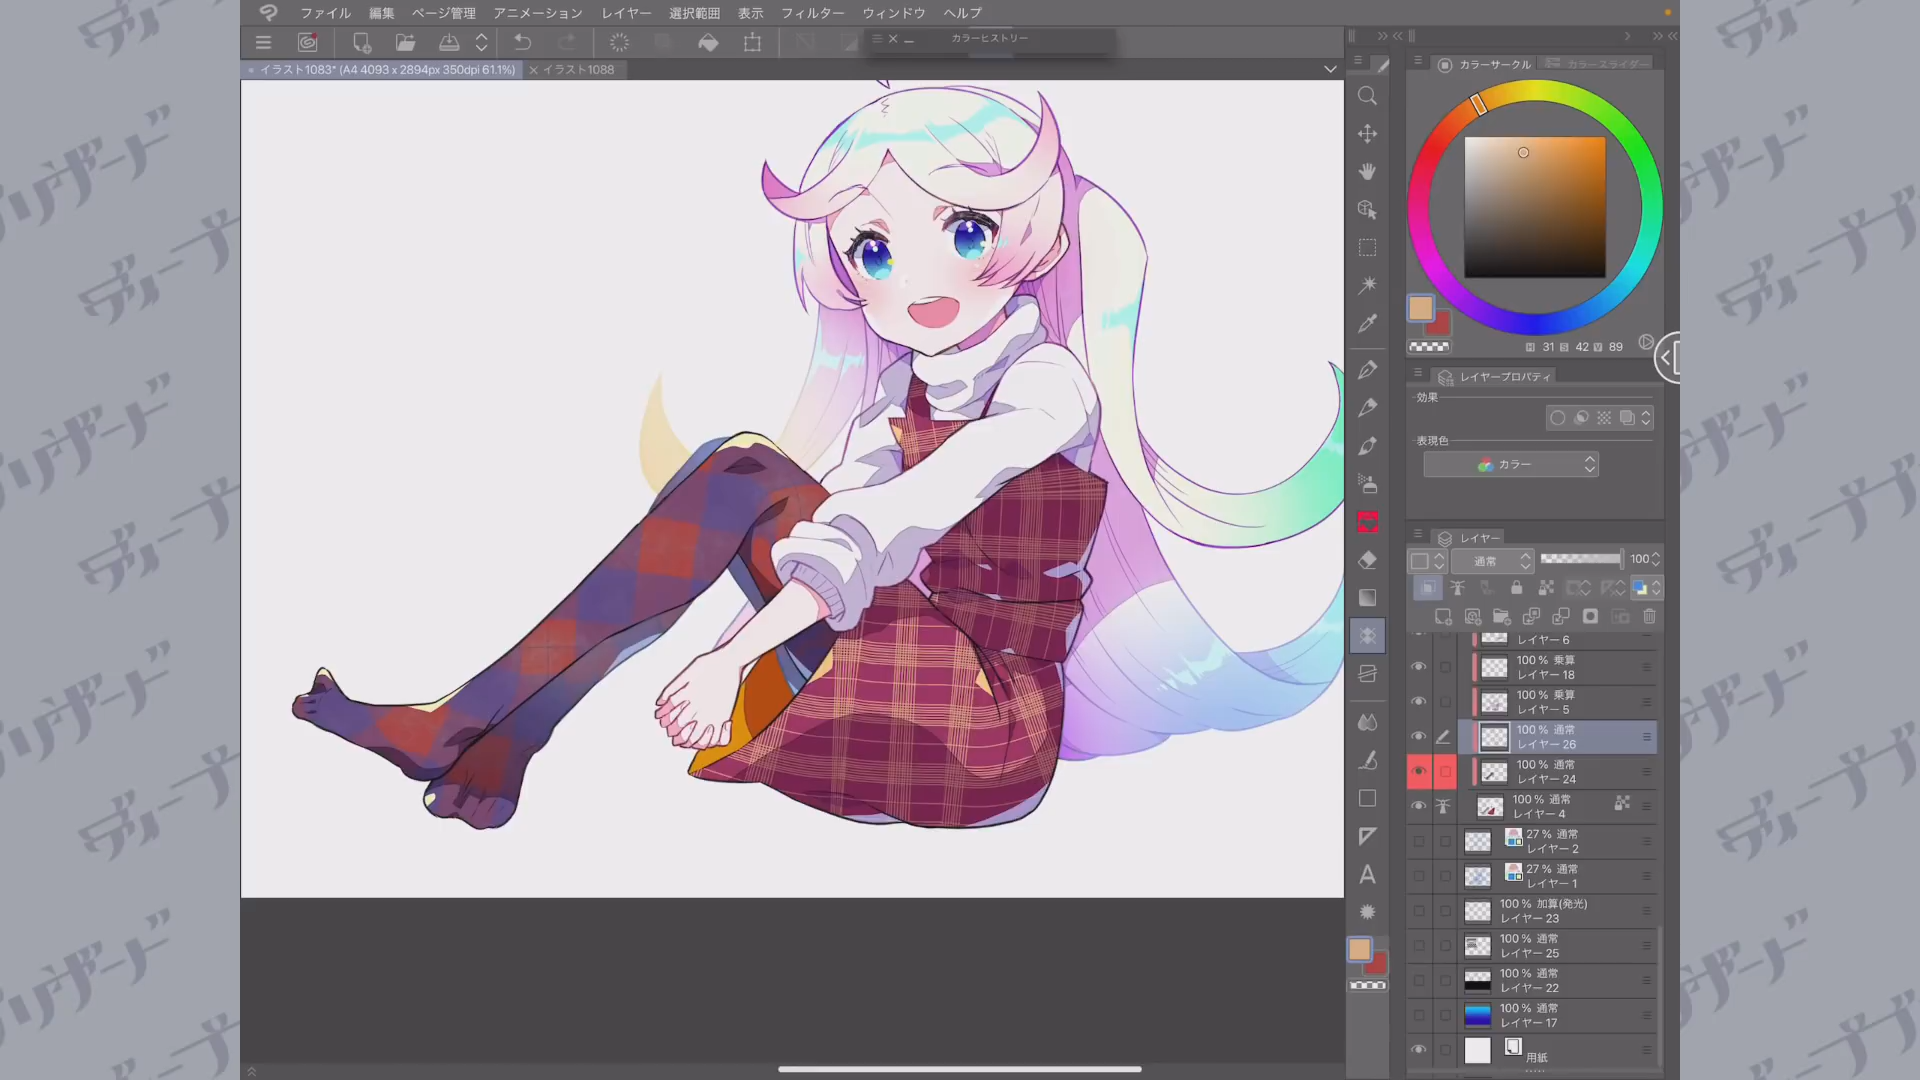 ファイル 編集 ページ管理 アニメーション レイヤー 選択範囲 表示 フィルター ウィンドウ ヘルプ
カラーヒストリー
イラスト1083* (A4 4093 x 2894px 350dpi 61.1%) イラスト1088
カラーサークル カラースライダー
H 31 S 42 V 89
レイヤープロパティ
効果
表現色
カラー
レイヤー
通常 100
レイヤー 6
100 % 乗算
レイヤー 18
100 % 乗算
レイヤー 5
100 % 通常
レイヤー 26
100 % 通常
レイヤー 24
100 % 通常
レイヤー 4
27 % 通常
レイヤー 2
27 % 通常
レイヤー 1
100 % 加算(発光)
レイヤー 23
100 % 通常
レイヤー 25
100 % 通常
レイヤー 22
100 % 通常
レイヤー 17
用紙